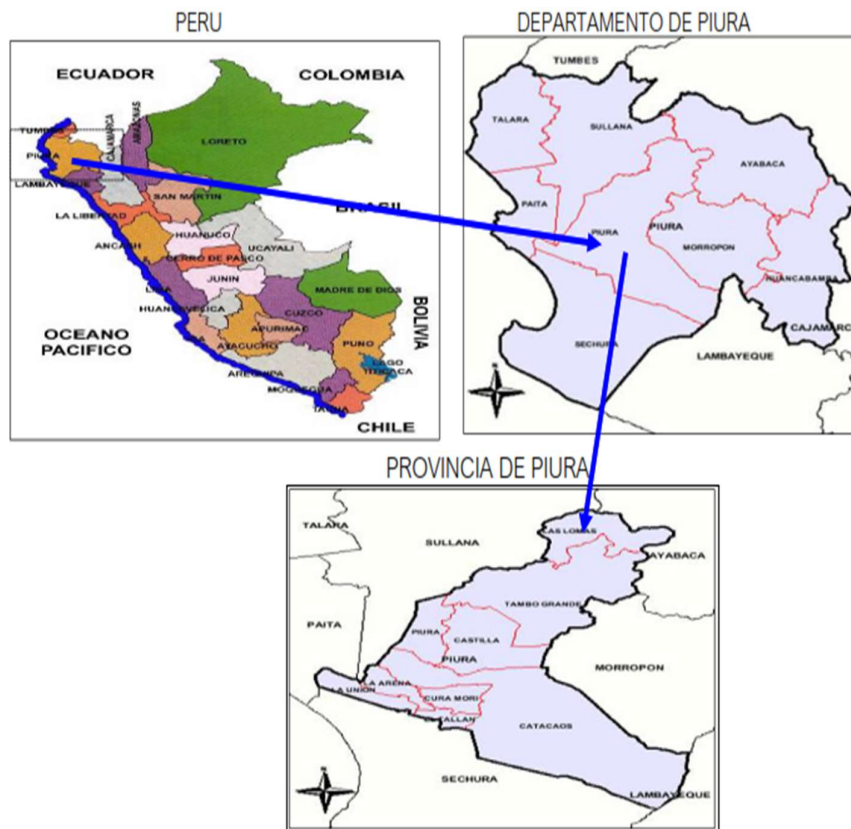 PERU
DEPARTAMENTO DE PIURA
ECUADOR
COLOMBIA
AMAZONAS
CAJAMARCA
TUMBES
LORETO
PIURA
LAMBAYEQUE
SAN MARTIN
BRASIL
LA LIBERTAD
HUANUCO
ANCASH
UCAYALI
CERRO DE PASCO
JUNIN
LIMA
MADRE DE DIOS
HUANCAVELICA
CUZCO
OCEANO
PACIFICO
APURIMAC
AYACUCHO
PUNO
BOLIVIA
LAGO
TITICACA
AREQUIPA
MOQUEGUA
TACNA
CHILE
TUMBES
TALARA
SULLANA
AYABACA
PAITA
PIURA
PIURA
MORROPON
HUANCABAMBA
CAJAMARC
SECHURA
LAMBAYEQUE
N
PROVINCIA DE PIURA
TALARA
LAS LOMAS
SULLANA
AYABACA
TAMBO GRANDE
PAITA
PIURA
CASTILLA
PIURA
MORROPON
LA ARENA
LA UNION
CURA MORI
CATACAOS
N
SECHURA
LAMBAYEQUE